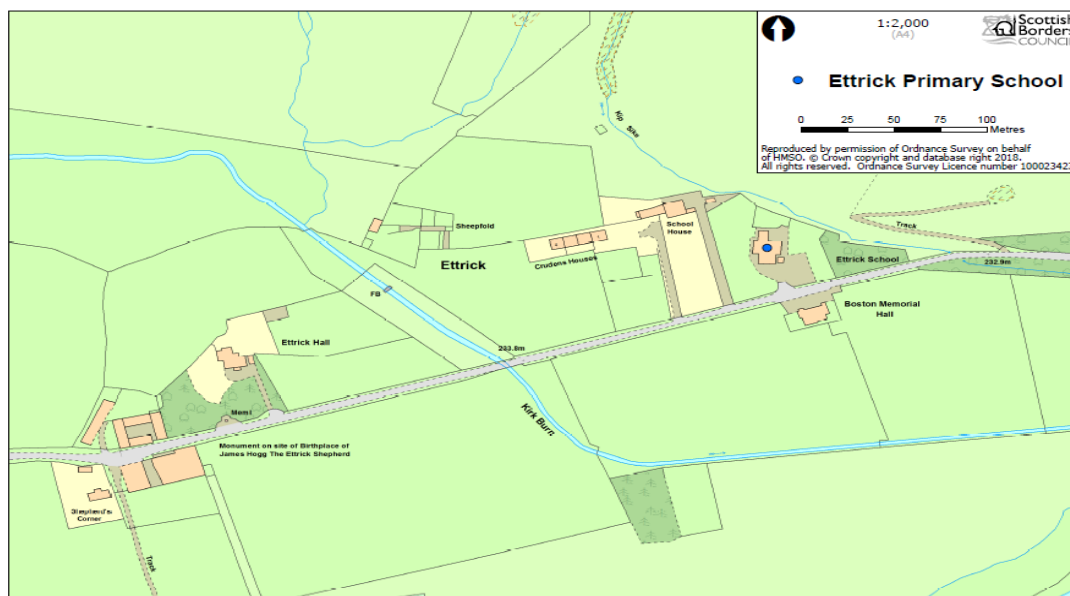 1:2,000
(A4)
Scottish
Borders
COUNCIL
Ettrick Primary School
0 25 50 75 100
Metres
Reproduced by permission of Ordnance Survey on behalf
of HMSO. © Crown copyright and database right 2018.
All rights reserved. Ordnance Survey Licence number 10002342
Kip Sike
Track
Sheepfold
School
House
Ettrick
Crudens Houses
Ettrick School
232.9m
FB
Boston Memorial
Hall
Ettrick Hall
233.8m
Meml
Kirk Burn
Monument on site of Birthplace of
James Hogg The Ettrick Shepherd
Shepherd's
Corner
Track